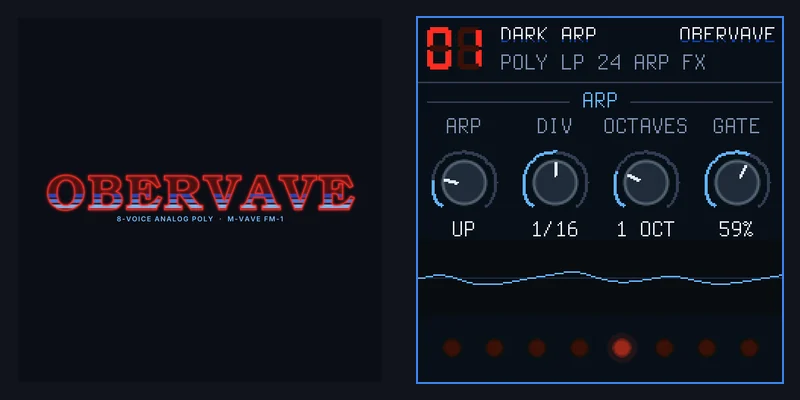 OBERVAVE
8-VOICE ANALOG POLY · M-VAVE FM-1
01 DARK ARP OBERVAVE
POLY LP 24 ARP FX
ARP
ARP DIV OCTAVES GATE
UP 1/16 1 OCT 59%